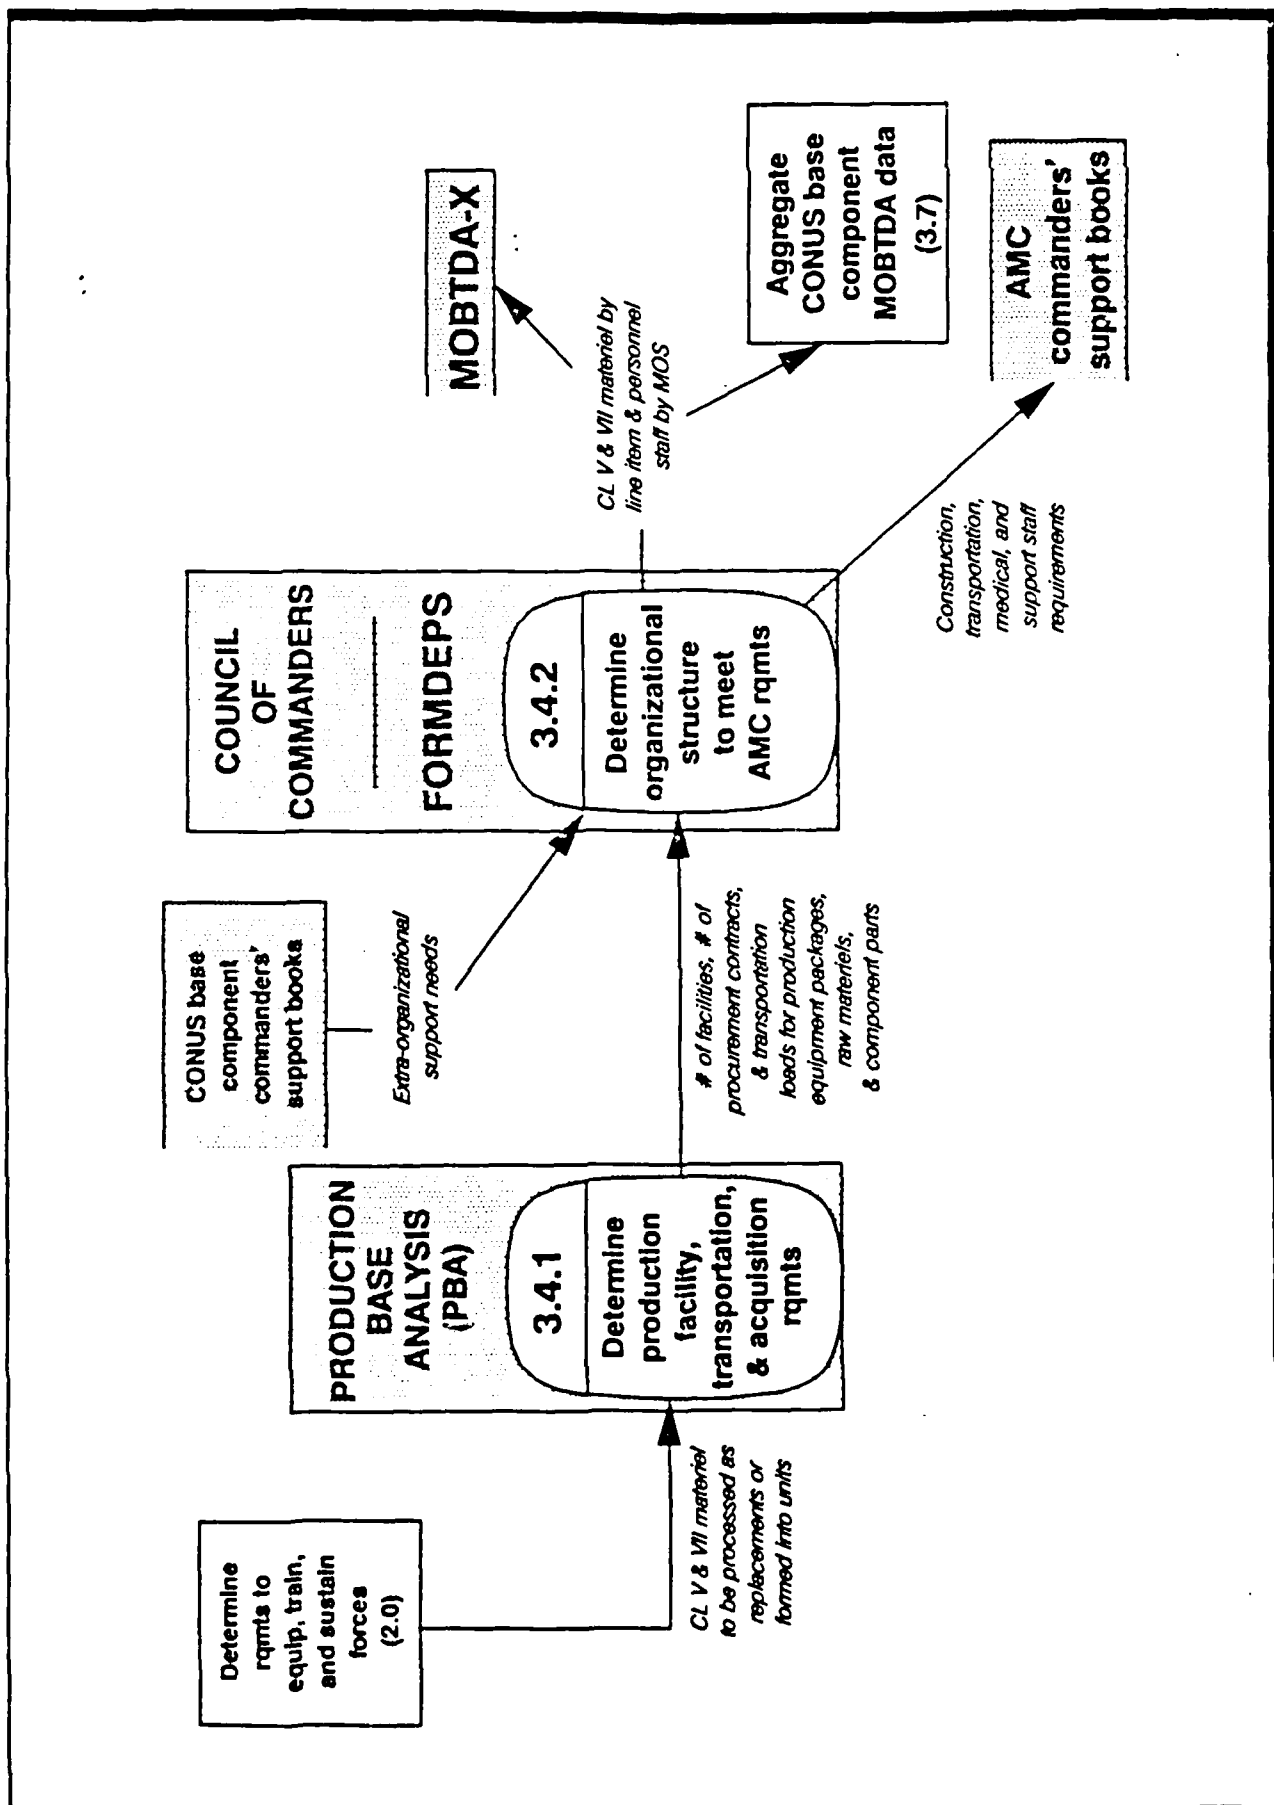 Determine
rqmts to
equip, train,
and sustain
forces
(2.0)
CL V & VII materiel
to be processed as
replacements or
formed into units
PRODUCTION
BASE
ANALYSIS
(PBA)
3.4.1
Determine
production
facility,
transportation,
& acquisition
rqmts
CONUS base
component
commanders'
support books
Extra-organizational
support needs
# of facilities, # of
procurement contracts,
& transportation
loads for production
equipment packages,
raw materiels,
& component parts
COUNCIL
OF
COMMANDERS
FORMDEPS
3.4.2
Determine
organizational
structure
to meet
AMC rqmts
CL V & VII materiel by
line item & personnel
staff by MOS
Construction,
transportation,
medical, and
support staff
requirements
MOBTDA-X
Aggregate
CONUS base
component
MOBTDA data
(3.7)
AMC
commanders'
support books